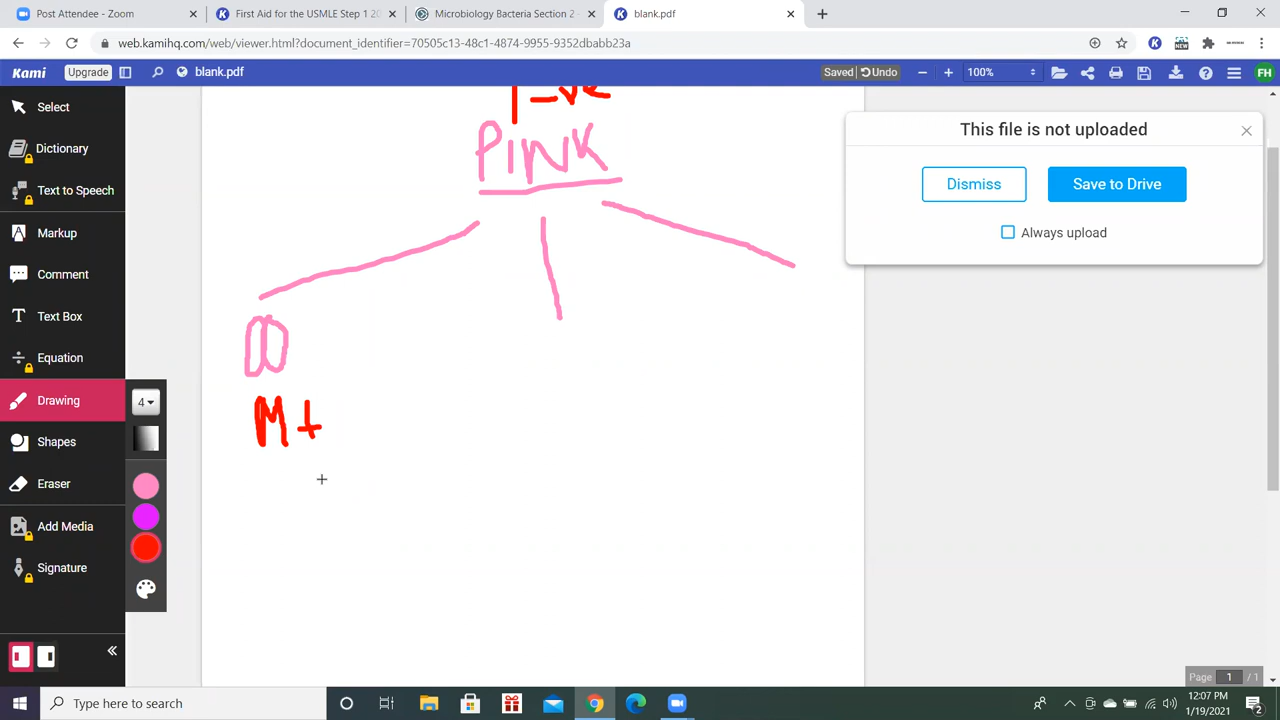 Post Attendee - Zoom
First Aid for the USMLE Step 1 20
Microbiology Bacteria Section 2 -
blank.pdf
web.kamihq.com/web/viewer.html?document_identifier=70505c13-48c1-4874-9955-9352dbabb23a
NEW
Kami
Upgrade
blank.pdf
Saved
Undo
100%
FH
Select
Dictionary
Text to Speech
Markup
Comment
Text Box
Equation
Drawing
Shapes
Eraser
Add Media
Signature
4
-ve
PINK
M+
This file is not uploaded
Dismiss
Save to Drive
Always upload
Page 1 / 1
Type here to search
12:07 PM
1/19/2021
2